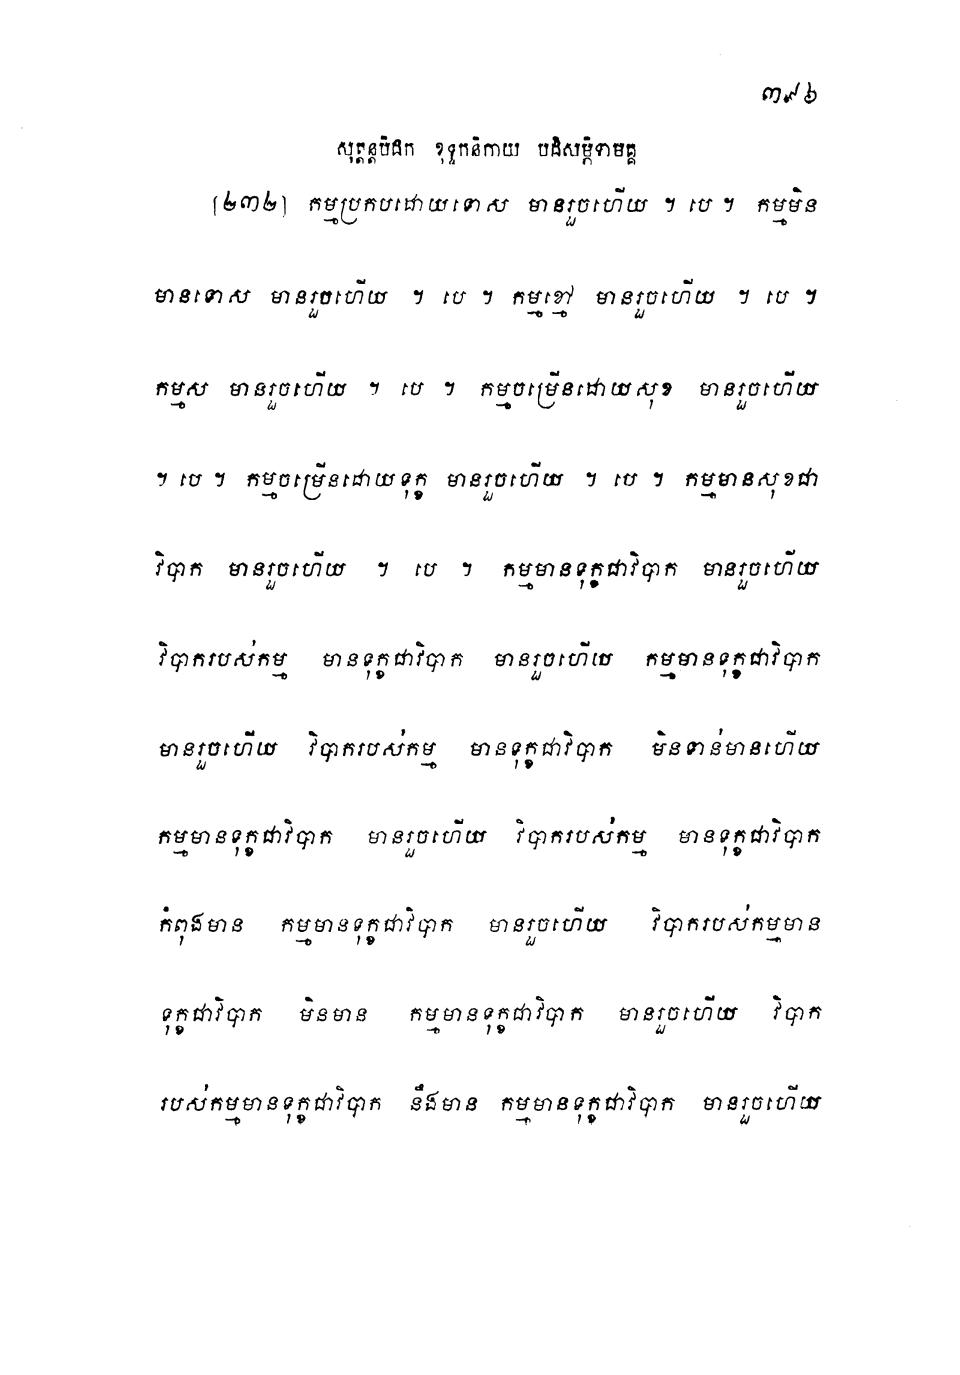 ៣៩៦
សុត្តន្តបិដក ខុទ្ទកនិកាយ បដិសម្ភិទាមគ្គ
[២៣២] កម្មប្រកបដោយទោស មានរួចហើយ ។ បេ ។ កម្មមិន
មានទោស មានរួចហើយ ។ បេ ។ កម្មខ្មៅ មានរួចហើយ ។ បេ ។
កម្មស មានរួចហើយ ។ បេ ។ កម្មចម្រើនដោយសុខ មានរួចហើយ
។ បេ ។ កម្មចម្រើនដោយទុក្ខ មានរួចហើយ ។ បេ ។ កម្មមានសុខជា
វិបាក មានរួចហើយ ។ បេ ។ កម្មមានទុក្ខជាវិបាក មានរួចហើយ
វិបាករបស់កម្ម មានទុក្ខជាវិបាក មានរួចហើយ កម្មមានទុក្ខជាវិបាក
មានរួចហើយ វិបាករបស់កម្ម មានទុក្ខជាវិបាក មិនទាន់មានហើយ
កម្មមានទុក្ខជាវិបាក មានរួចហើយ វិបាករបស់កម្ម មានទុក្ខជាវិបាក
កំពុងមាន កម្មមានទុក្ខជាវិបាក មានរួចហើយ វិបាករបស់កម្មមាន
ទុក្ខជាវិបាក មិនមាន កម្មមានទុក្ខជាវិបាក មានរួចហើយ វិបាក
របស់កម្មមានទុក្ខជាវិបាក នឹងមាន កម្មមានទុក្ខជាវិបាក មានរួចហើយ